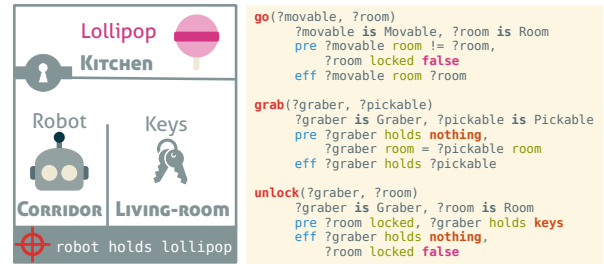 Lollipop
KITCHEN
Robot
Keys
CORRIDOR
LIVING-ROOM
robot holds lollipop
go(?movable, ?room)
?movable is Movable, ?room is Room
pre ?movable room != ?room,
?room locked false
eff ?movable room ?room
grab(?graber, ?pickable)
?graber is Graber, ?pickable is Pickable
pre ?graber holds nothing,
?graber room = ?pickable room
eff ?graber holds ?pickable
unlock(?graber, ?room)
?graber is Graber, ?room is Room
pre ?room locked, ?graber holds keys
eff ?graber holds nothing,
?room locked false